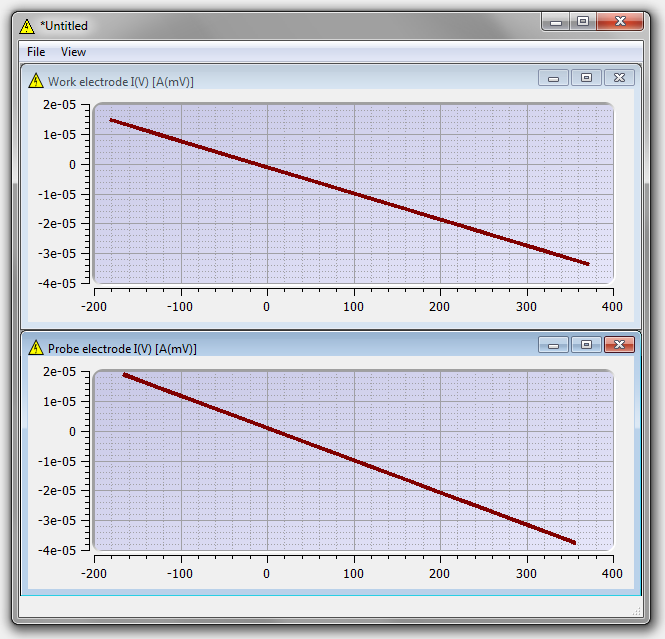 *Untitled
File View
Work electrode I(V) [A(mV)]
2e-05
1e-05
0
-1e-05
-2e-05
-3e-05
-4e-05
-200 -100 0 100 200 300 400
Probe electrode I(V) [A(mV)]
2e-05
1e-05
0
-1e-05
-2e-05
-3e-05
-4e-05
-200 -100 0 100 200 300 400